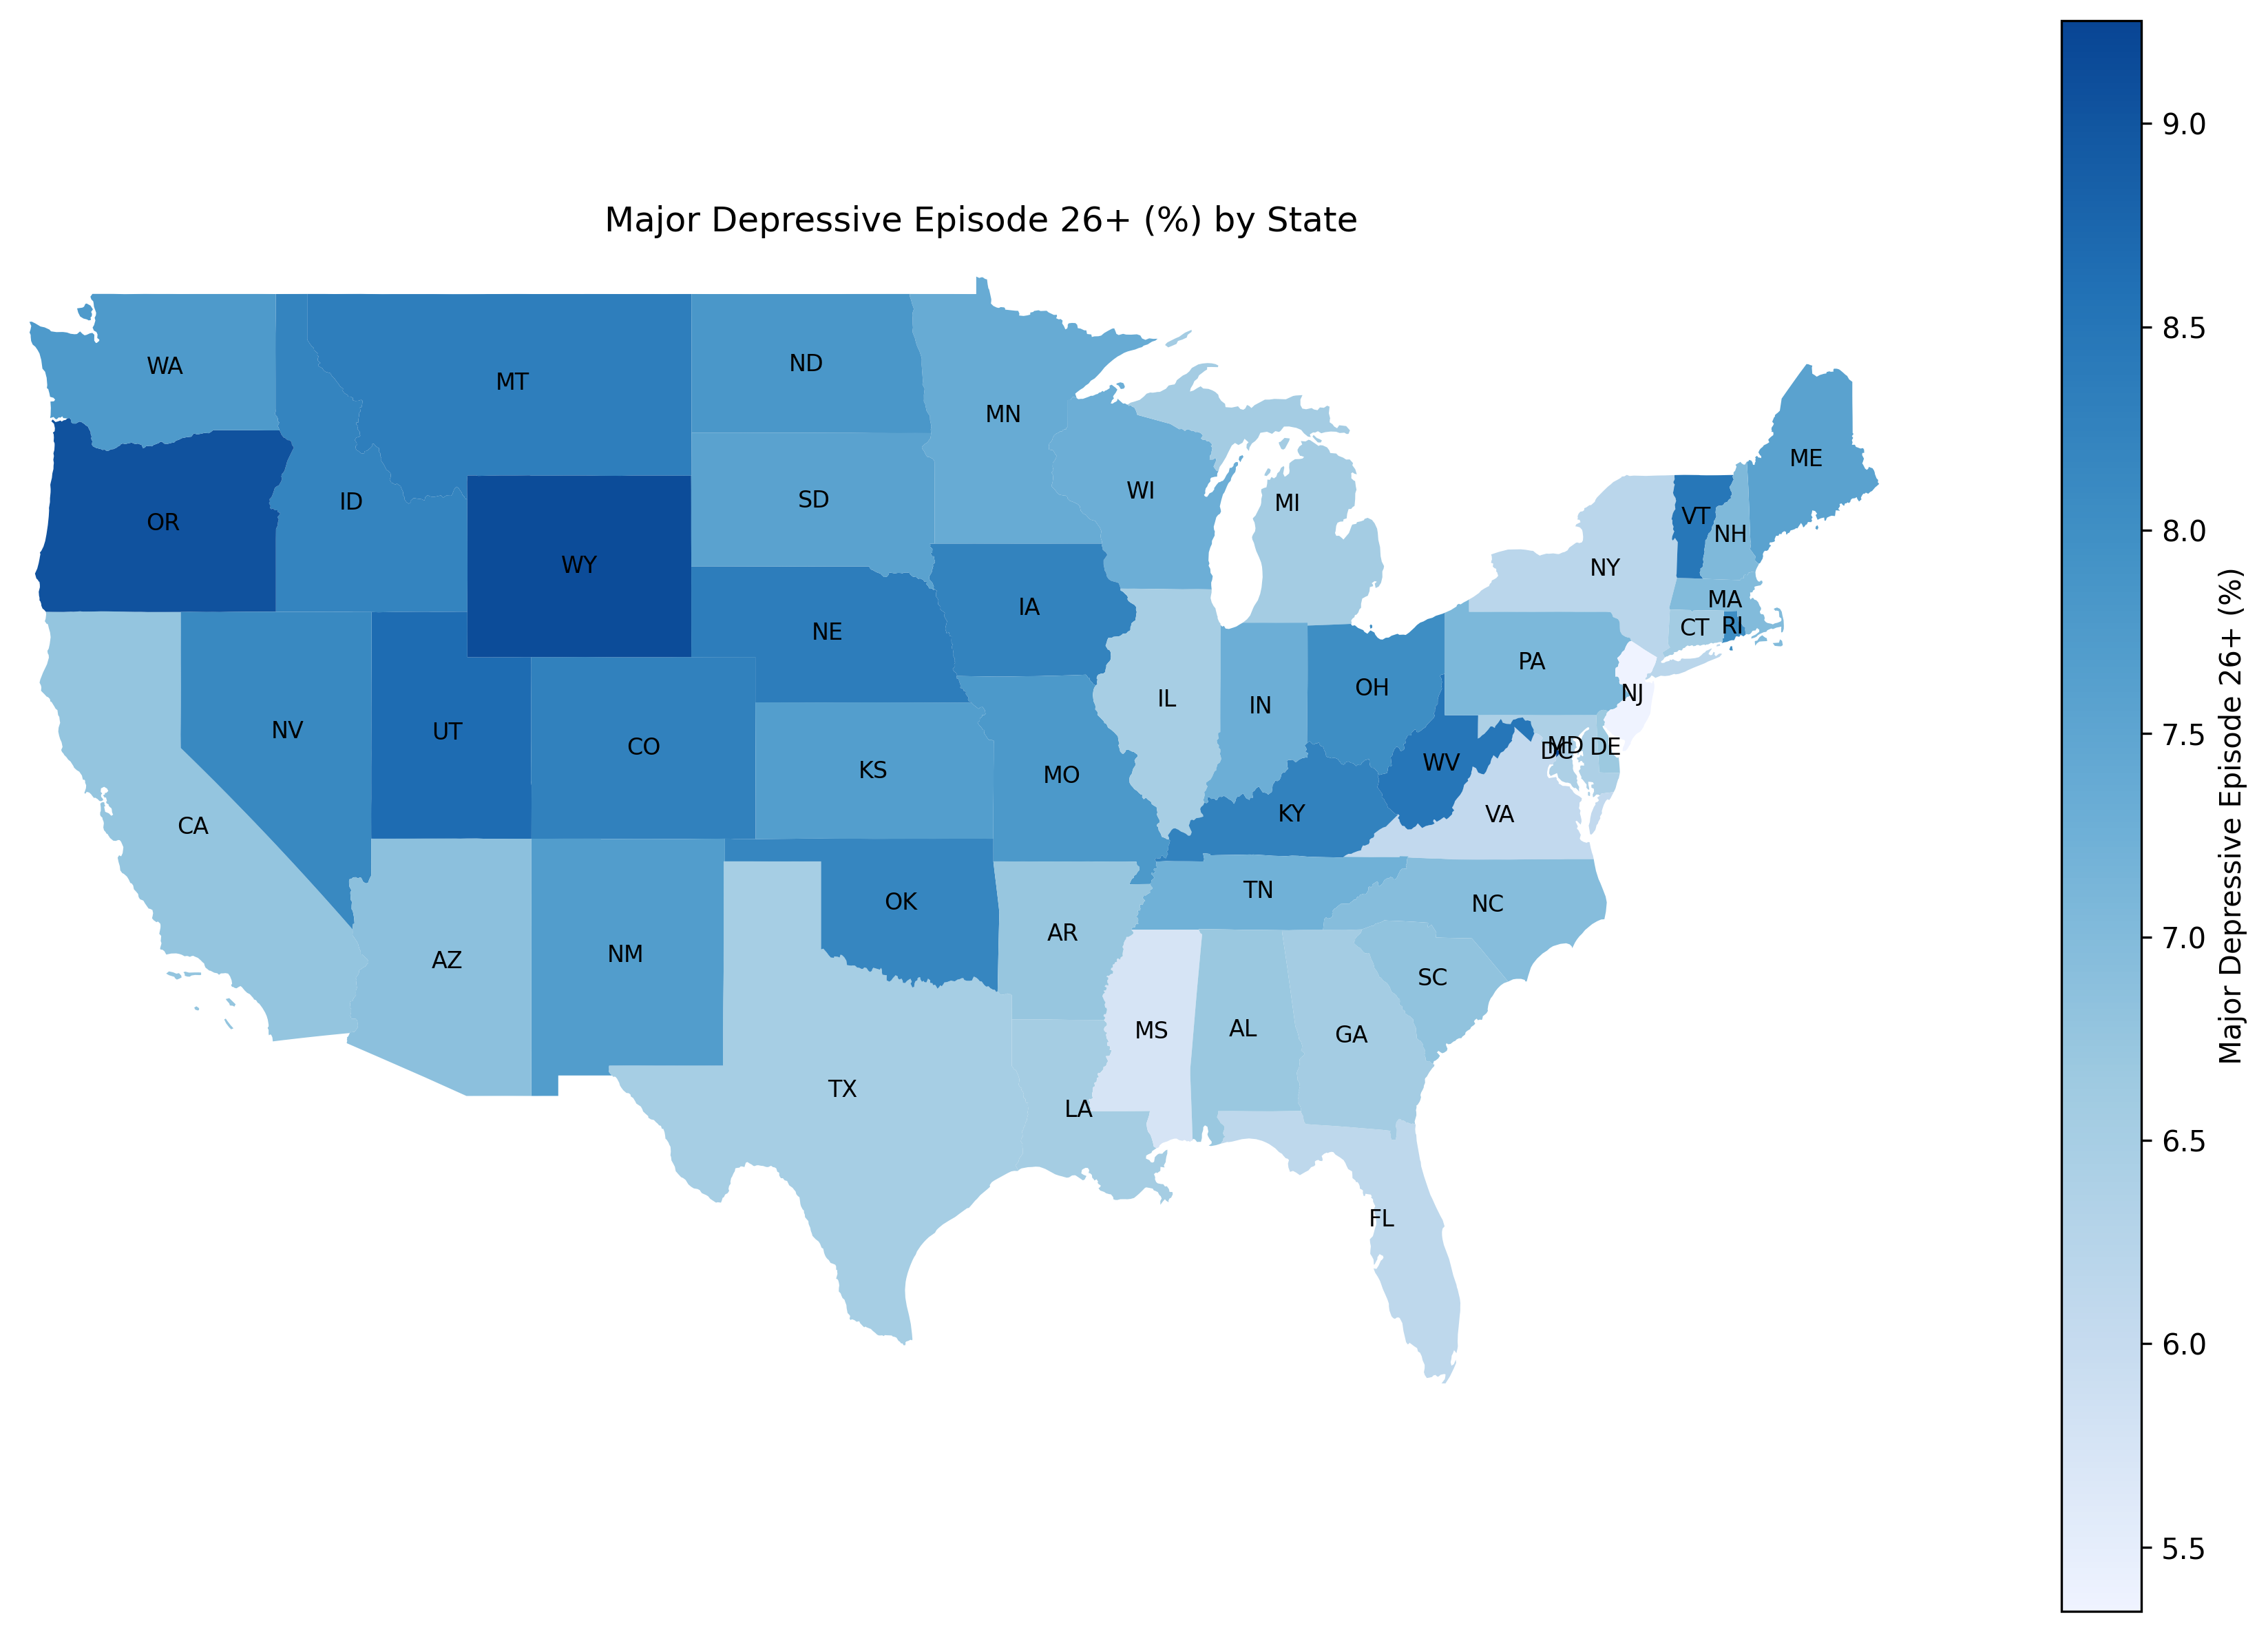 Major Depressive Episode 26+ (%) by State
WA
MT
ND
MN
ME
OR
ID
SD
WI
MI
VT
NH
WY
NY
IA
MA
NE
CT
RI
PA
NV
UT
CO
KS
MO
IL
IN
OH
NJ
WV
DC
MD
DE
CA
KY
VA
OK
TN
NC
AZ
NM
AR
SC
MS
AL
GA
TX
LA
FL
9.0
8.5
8.0
7.5
7.0
6.5
6.0
5.5
Major Depressive Episode 26+ (%)